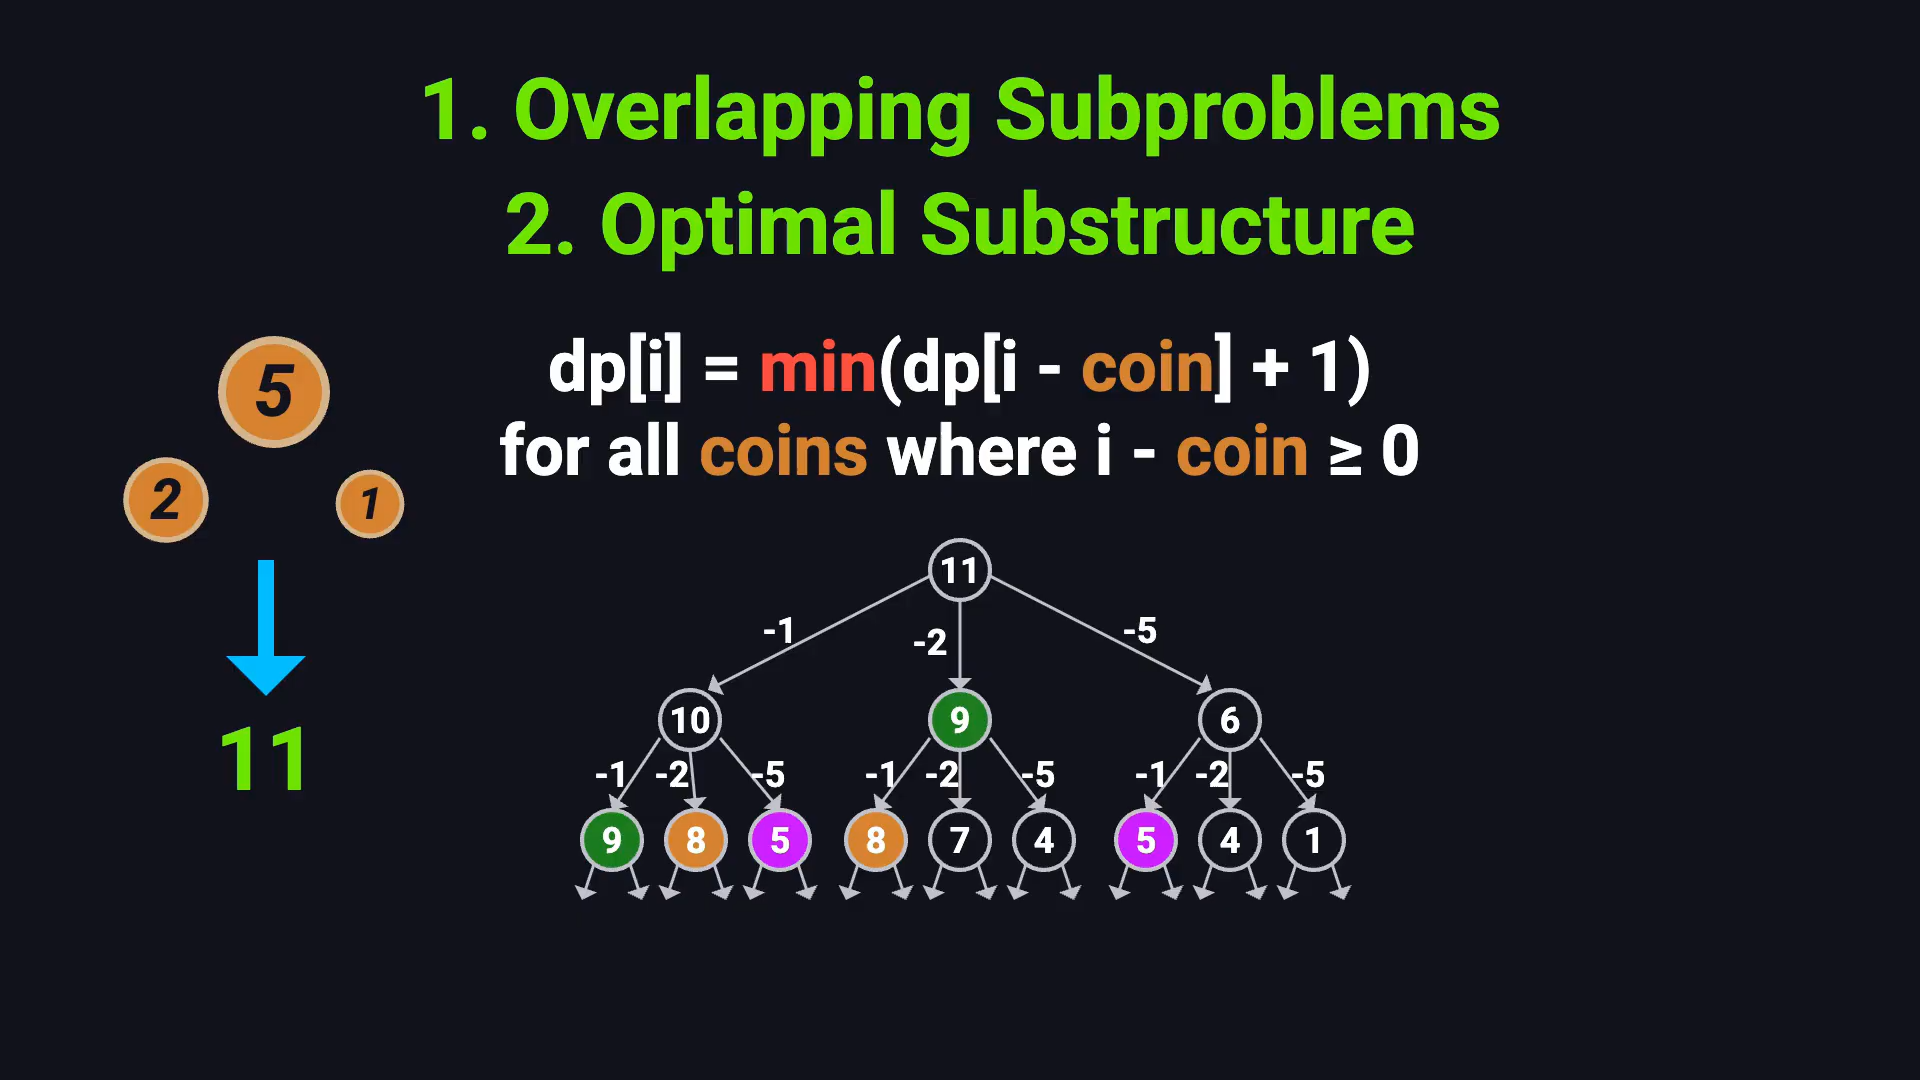 1. Overlapping Subproblems
2. Optimal Substructure
dp[i] = min(dp[i - coin] + 1)
for all coins where i - coin ≥ 0
5
2
1
11
11
-1
-2
-5
10
9
6
-1 -2 -5
-1 -2 -5
-1 -2 -5
9 8 5
8 7 4
5 4 1